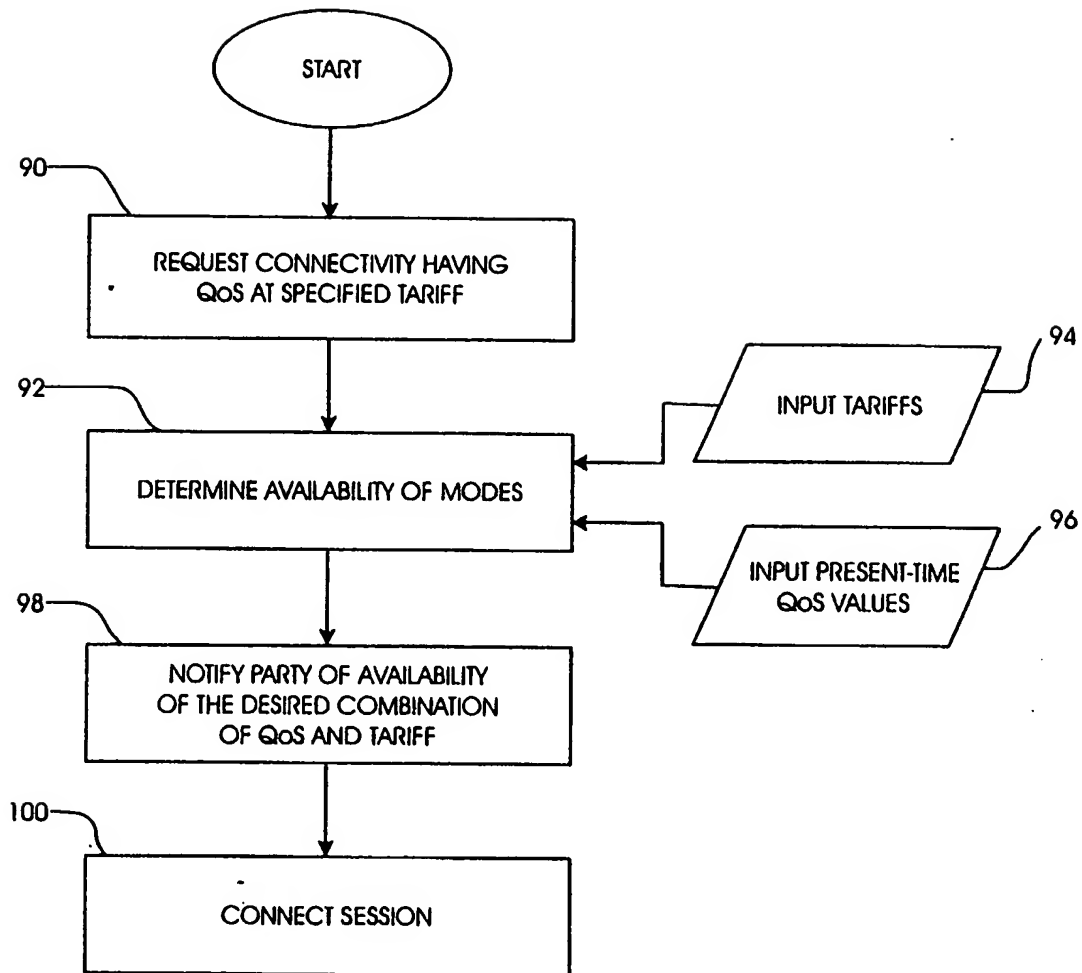 START
90
REQUEST CONNECTIVITY HAVING
QoS AT SPECIFIED TARIFF
92
94
INPUT TARIFFS
DETERMINE AVAILABILITY OF MODES
96
INPUT PRESENT-TIME
QoS VALUES
98
NOTIFY PARTY OF AVAILABILITY
OF THE DESIRED COMBINATION
OF QoS AND TARIFF
100
CONNECT SESSION